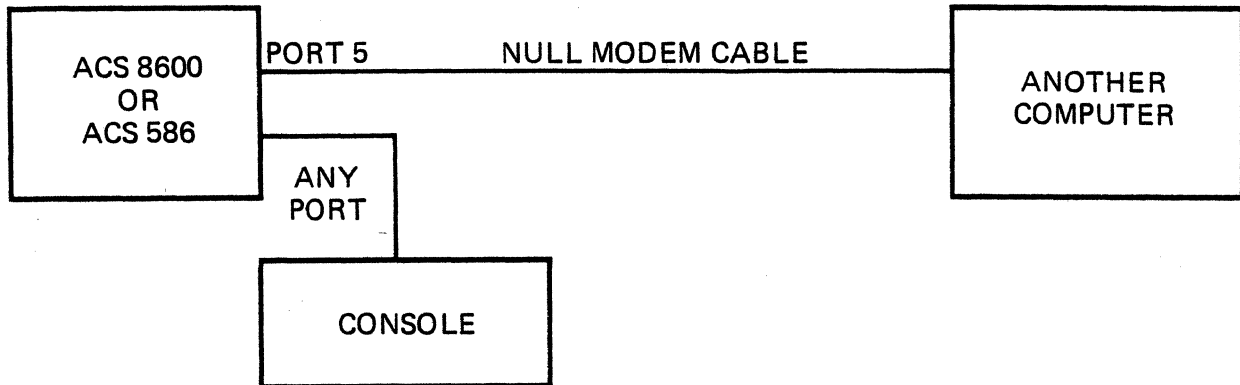 ACS 8600
OR
ACS 586
PORT 5
NULL MODEM CABLE
ANOTHER
COMPUTER
ANY
PORT
CONSOLE